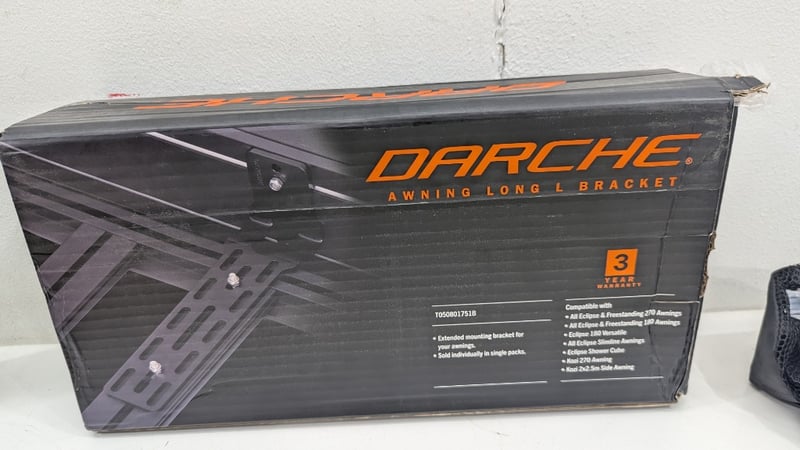 DARCHE
DARCHE®
AWNING LONG L BRACKET
3
YEAR
WARRANTY
T050801751B
• Extended mounting bracket for
your awnings.
• Sold individually in single packs.
Compatible with
• All Eclipse & Freestanding 270 Awnings
• All Eclipse & Freestanding 180 Awnings
• Eclipse 180 Versatile
• All Eclipse Slimline Awnings
• Eclipse Shower Cube
• Kozi 270 Awning
• Kozi 2x2.5m Side Awning